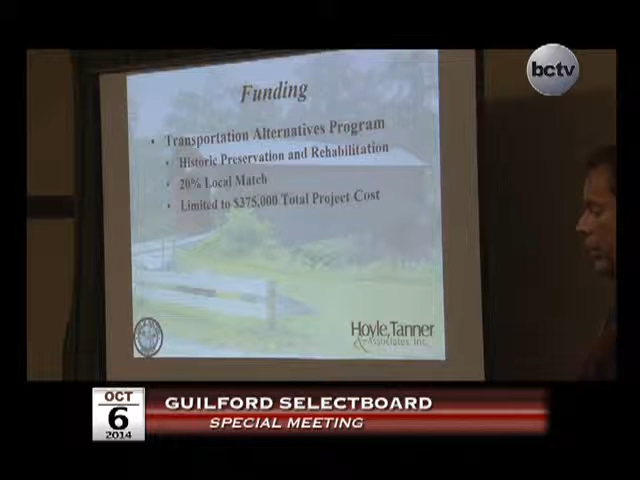 bctv
Funding
• Transportation Alternatives Program
• Historic Preservation and Rehabilitation
• 20% Local Match
• Limited to $375,000 Total Project Cost
Hoyle, Tanner
& Associates, Inc.
OCT
6
2014
GUILFORD SELECTBOARD
SPECIAL MEETING